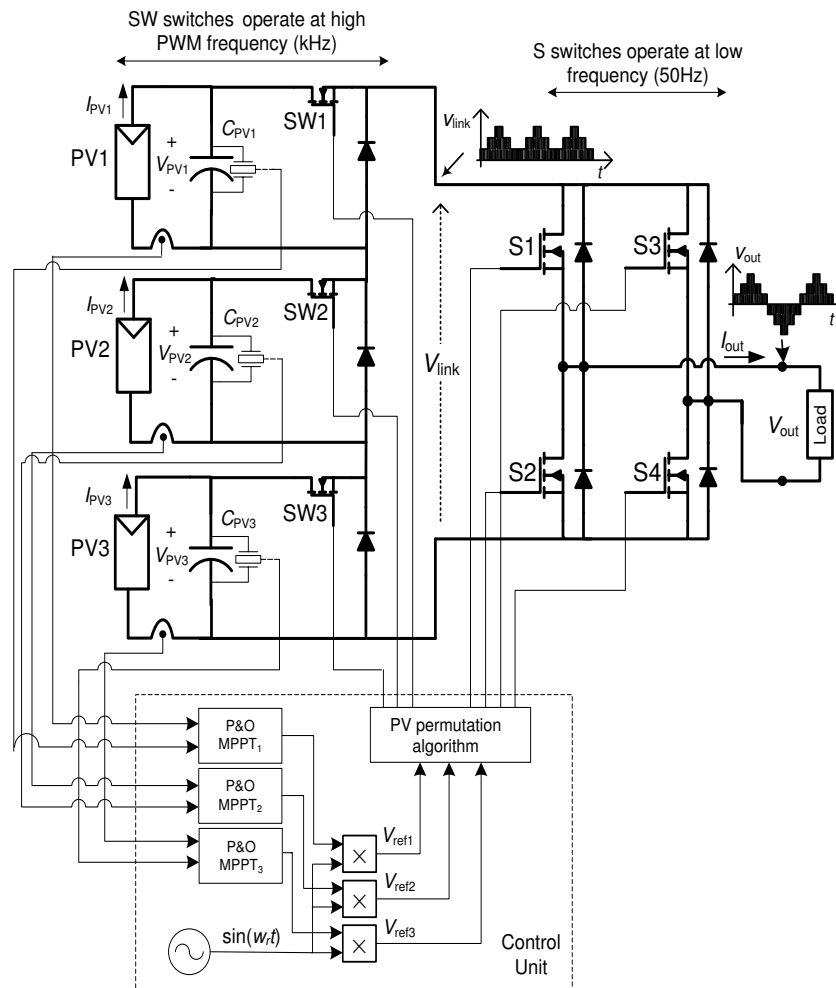 SW switches operate at high
PWM frequency (kHz)
S switches operate at low
frequency (50Hz)
IPV1
PV1
+
VPV1
-
CPV1
SW1
vlink
t
S1
S3
vout
t
Iout
IPV2
PV2
+
VPV2
-
CPV2
SW2
Vlink
Vout
Load
S2
S4
IPV3
PV3
+
VPV3
-
CPV3
SW3
P&O
MPPT1
P&O
MPPT2
P&O
MPPT3
PV permutation
algorithm
×
Vref1
×
Vref2
×
Vref3
sin(wrt)
Control
Unit